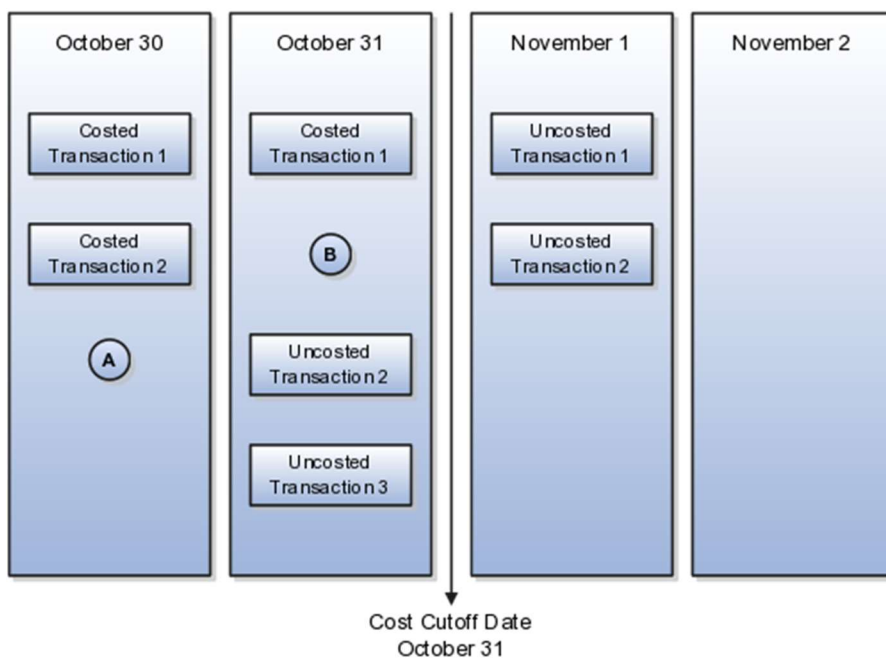 October 30
Costed
Transaction 1
Costed
Transaction 2
A
October 31
Costed
Transaction 1
B
Uncosted
Transaction 2
Uncosted
Transaction 3
November 1
Uncosted
Transaction 1
Uncosted
Transaction 2
November 2
Cost Cutoff Date
October 31